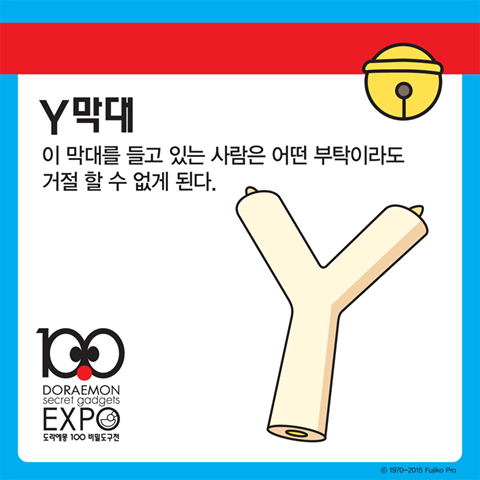 Y막대
이 막대를 들고 있는 사람은 어떤 부탁이라도
거절 할 수 없게 된다.
100
DORAEMON
secret gadgets
EXPO
도라에몽 100 비밀도구전
© 1970~2015 Fujiko Pro